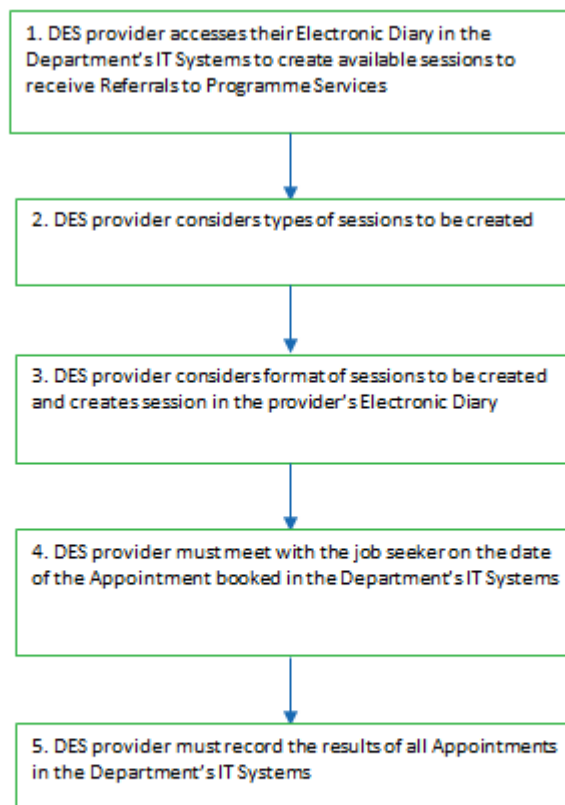 1. DES provider accesses their Electronic Diary in the
Department's IT Systems to create available sessions to
receive Referrals to Programme Services
2. DES provider considers types of sessions to be created
3. DES provider considers format of sessions to be created
and creates session in the provider's Electronic Diary
4. DES provider must meet with the job seeker on the date
of the Appointment booked in the Department's IT Systems
5. DES provider must record the results of all Appointments
in the Department's IT Systems